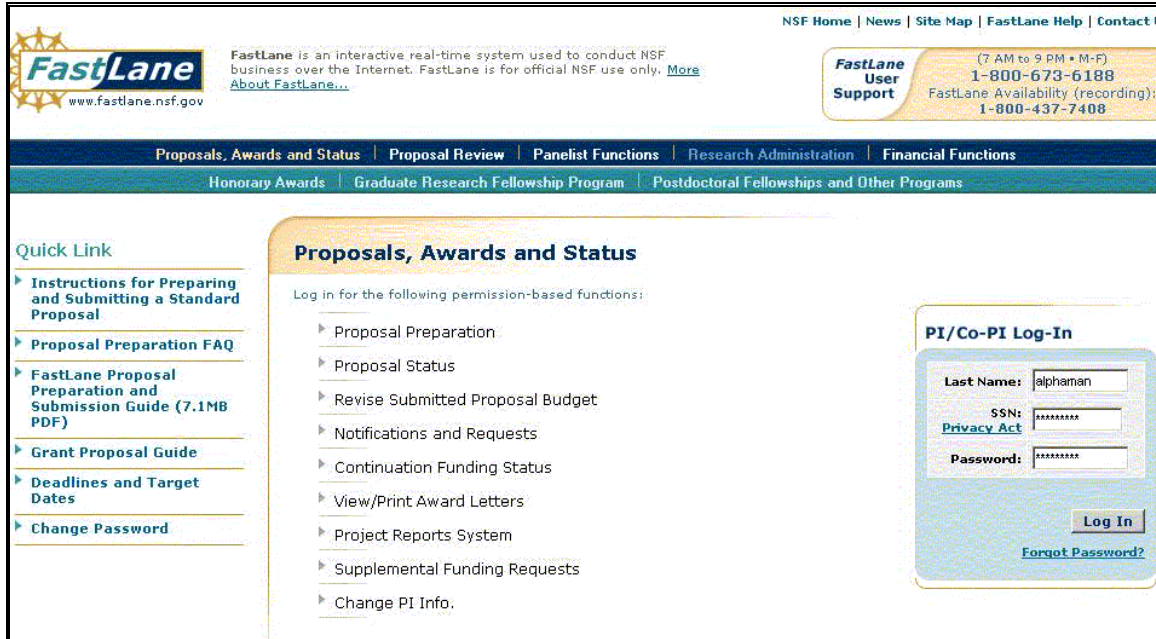 NSF Home | News | Site Map | FastLane Help | Contact
FastLane
www.fastlane.nsf.gov
FastLane is an interactive real-time system used to conduct NSF
business over the Internet. FastLane is for official NSF use only. More
About FastLane...
FastLane
User
Support
(7 AM to 9 PM • M-F)
1-800-673-6188
FastLane Availability (recording):
1-800-437-7408
Proposals, Awards and Status | Proposal Review | Panelist Functions | Research Administration | Financial Functions
Honorary Awards | Graduate Research Fellowship Program | Postdoctoral Fellowships and Other Programs
Quick Link
Instructions for Preparing
and Submitting a Standard
Proposal
Proposal Preparation FAQ
FastLane Proposal
Preparation and
Submission Guide (7.1MB
PDF)
Grant Proposal Guide
Deadlines and Target
Dates
Change Password
Proposals, Awards and Status
Log in for the following permission-based functions:
Proposal Preparation
Proposal Status
Revise Submitted Proposal Budget
Notifications and Requests
Continuation Funding Status
View/Print Award Letters
Project Reports System
Supplemental Funding Requests
Change PI Info.
PI/Co-PI Log-In
Last Name: alphaman
SSN: *********
Privacy Act
Password: *********
Log In
Forgot Password?